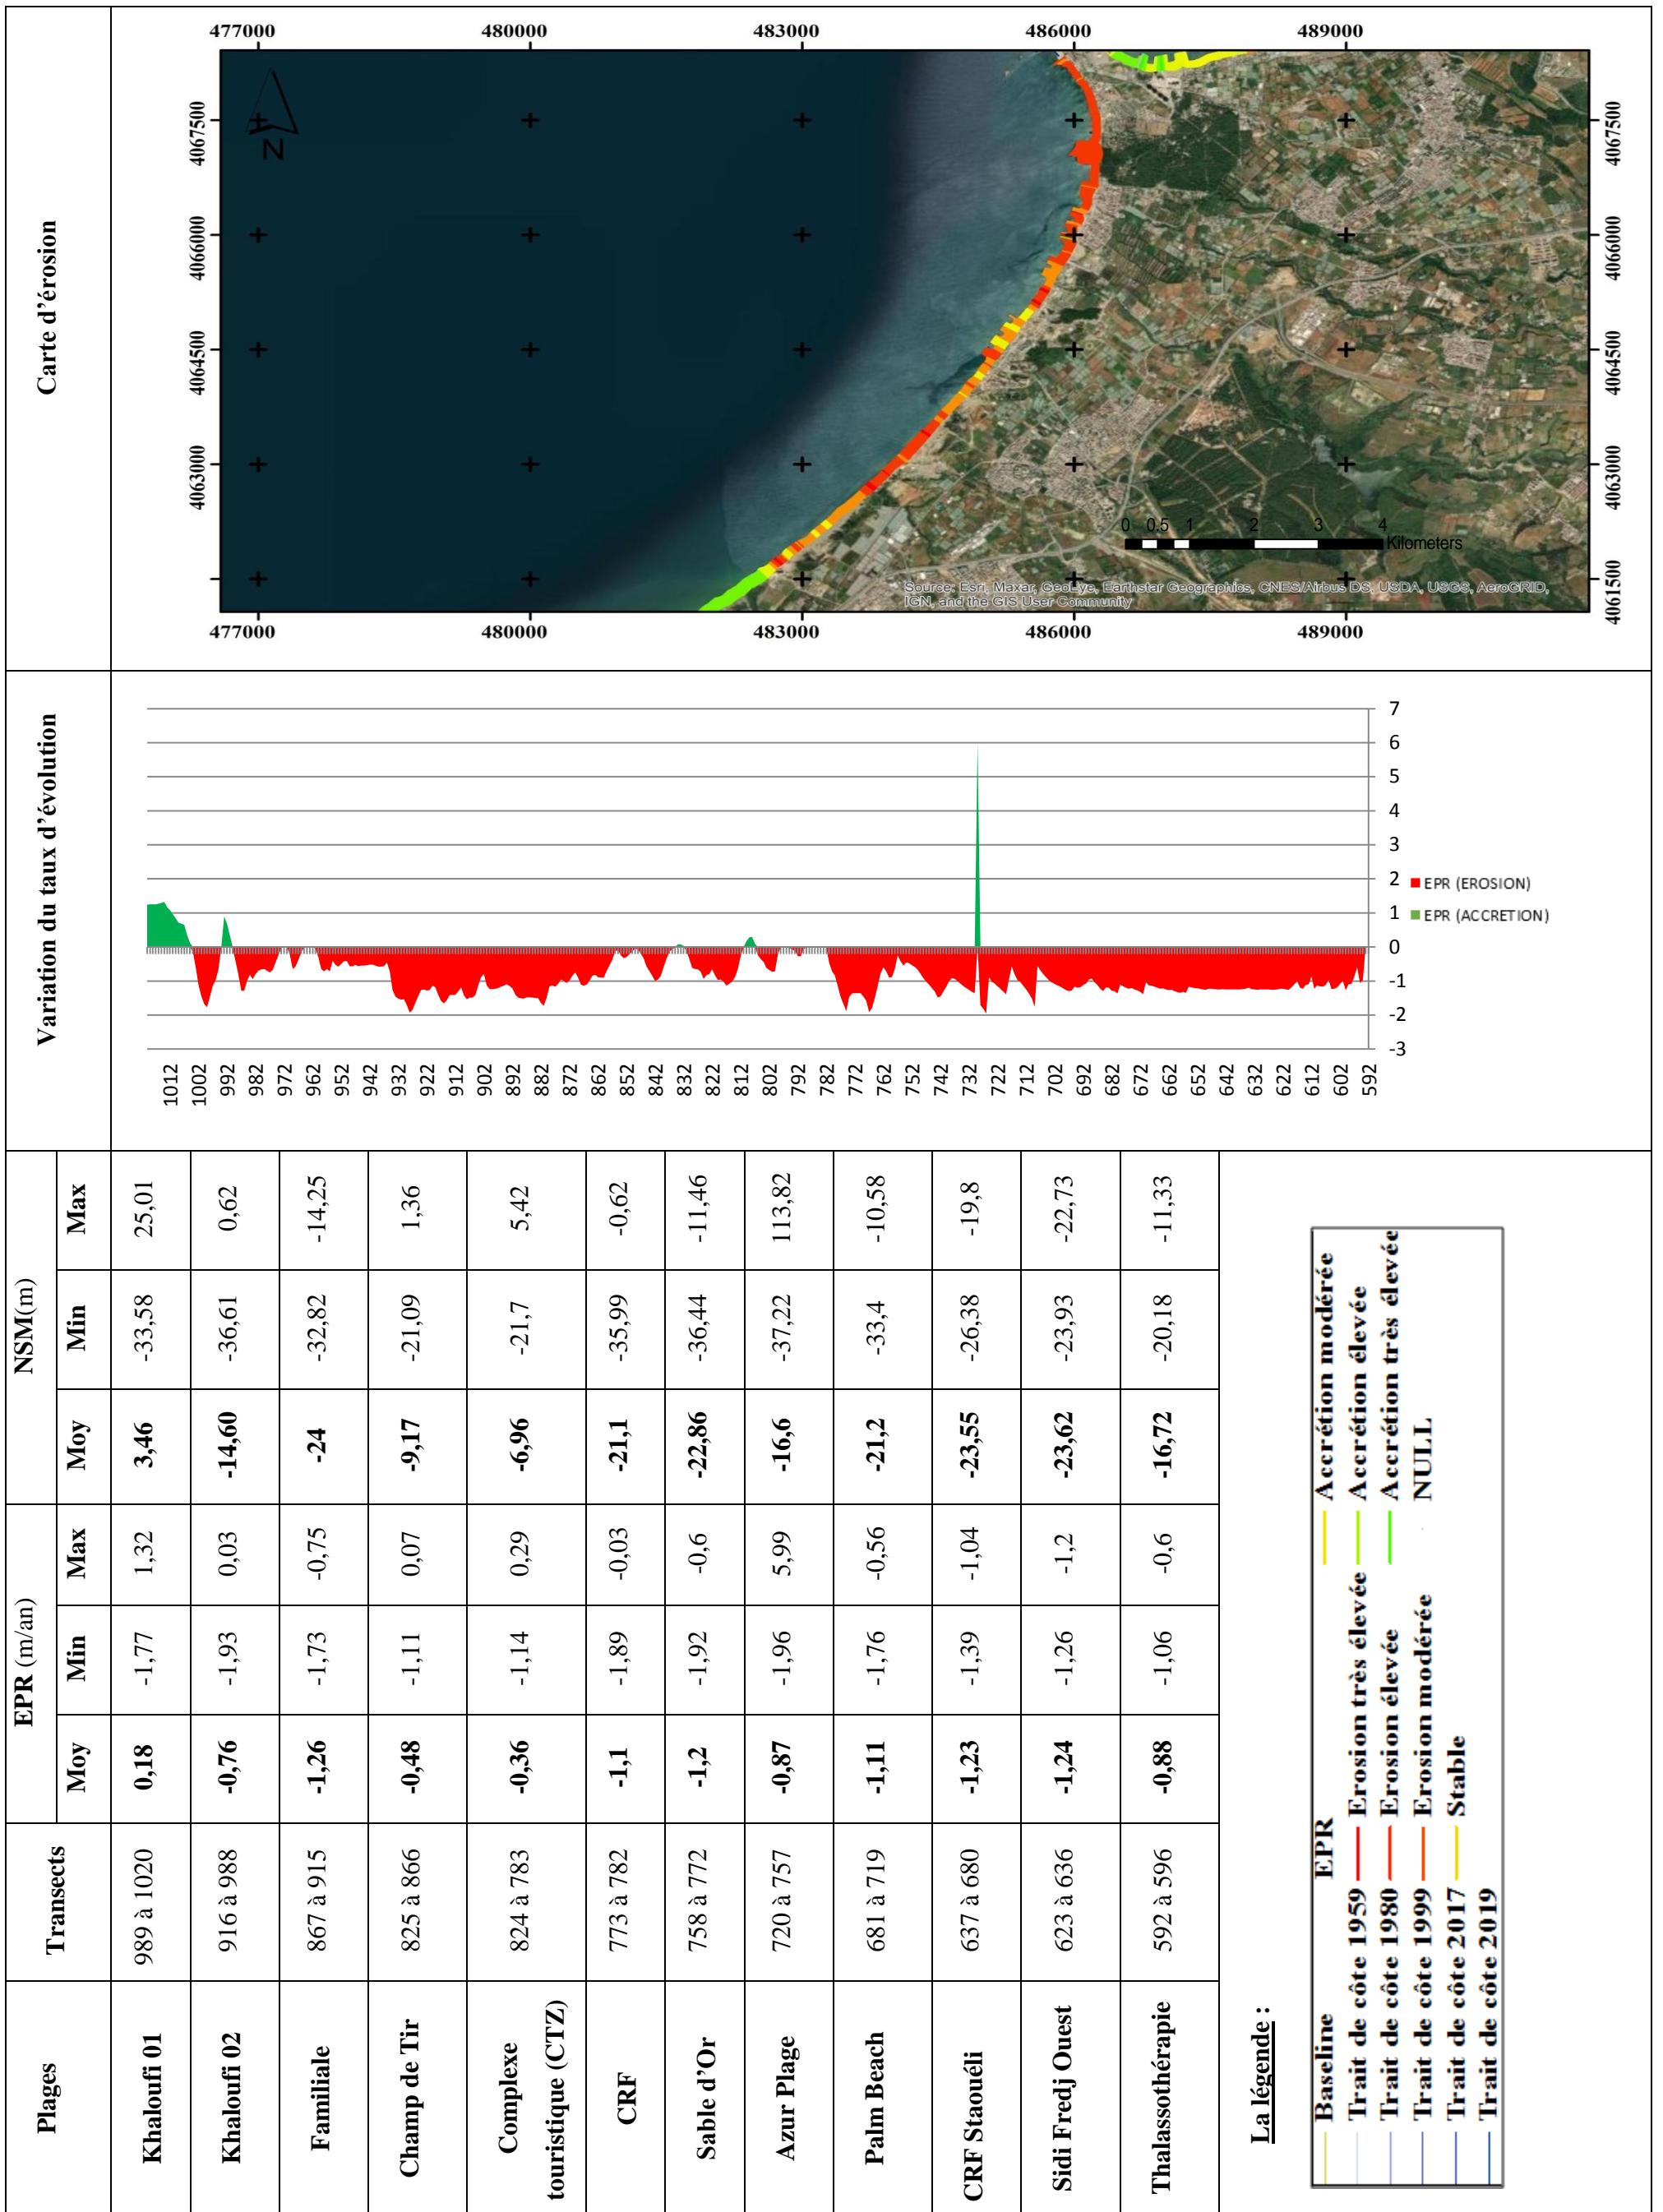 Plages
Transects
EPR (m/an)
NSM(m)
Variation du taux d'évolution
Carte d'érosion
Moy
Min
Max
Moy
Min
Max
Khaloufi 01
989 à 1020
0,18
-1,77
1,32
3,46
-33,58
25,01
Khaloufi 02
916 à 988
-0,76
-1,93
0,03
-14,60
-36,61
0,62
Familiale
867 à 915
-1,26
-1,73
-0,75
-24
-32,82
-14,25
Champ de Tir
825 à 866
-0,48
-1,11
0,07
-9,17
-21,09
1,36
Complexe
touristique (CTZ)
824 à 783
-0,36
-1,14
0,29
-6,96
-21,7
5,42
CRF
773 à 782
-1,1
-1,89
-0,03
-21,1
-35,99
-0,62
Sable d'Or
758 à 772
-1,2
-1,92
-0,6
-22,86
-36,44
-11,46
Azur Plage
720 à 757
-0,87
-1,96
5,99
-16,6
-37,22
113,82
Palm Beach
681 à 719
-1,11
-1,76
-0,56
-21,2
-33,4
-10,58
CRF Staouéli
637 à 680
-1,23
-1,39
-1,04
-23,55
-26,38
-19,8
Sidi Fredj Ouest
623 à 636
-1,24
-1,26
-1,2
-23,62
-23,93
-22,73
Thalassothérapie
592 à 596
-0,88
-1,06
-0,6
-16,72
-20,18
-11,33
La légende :
Baseline
Trait de côte 1959
Trait de côte 1980
Trait de côte 1999
Trait de côte 2017
Trait de côte 2019
EPR
Erosion très élevée
Erosion élevée
Erosion modérée
Stable
Accrétion modérée
Accrétion élevée
Accrétion très élevée
NULL
1012
1002
992
982
972
962
952
942
932
922
912
902
892
882
872
862
852
842
832
822
812
802
792
782
772
762
752
742
732
722
712
702
692
682
672
662
652
642
632
622
612
602
592
7
6
5
4
3
2
1
0
-1
-2
-3
EPR (EROSION)
EPR (ACCRETION)
477000
480000
483000
486000
489000
4067500
4066000
4064500
4063000
N
4067500
4066000
4064500
4063000
4061500
0 0.5 1 2 3 4
Kilometers
Source: Esri, Maxar, GeoEye, Earthstar Geographics, CNES/Airbus DS, USDA, USGS, AeroGRID,
IGN, and the GIS User Community
477000
480000
483000
486000
489000